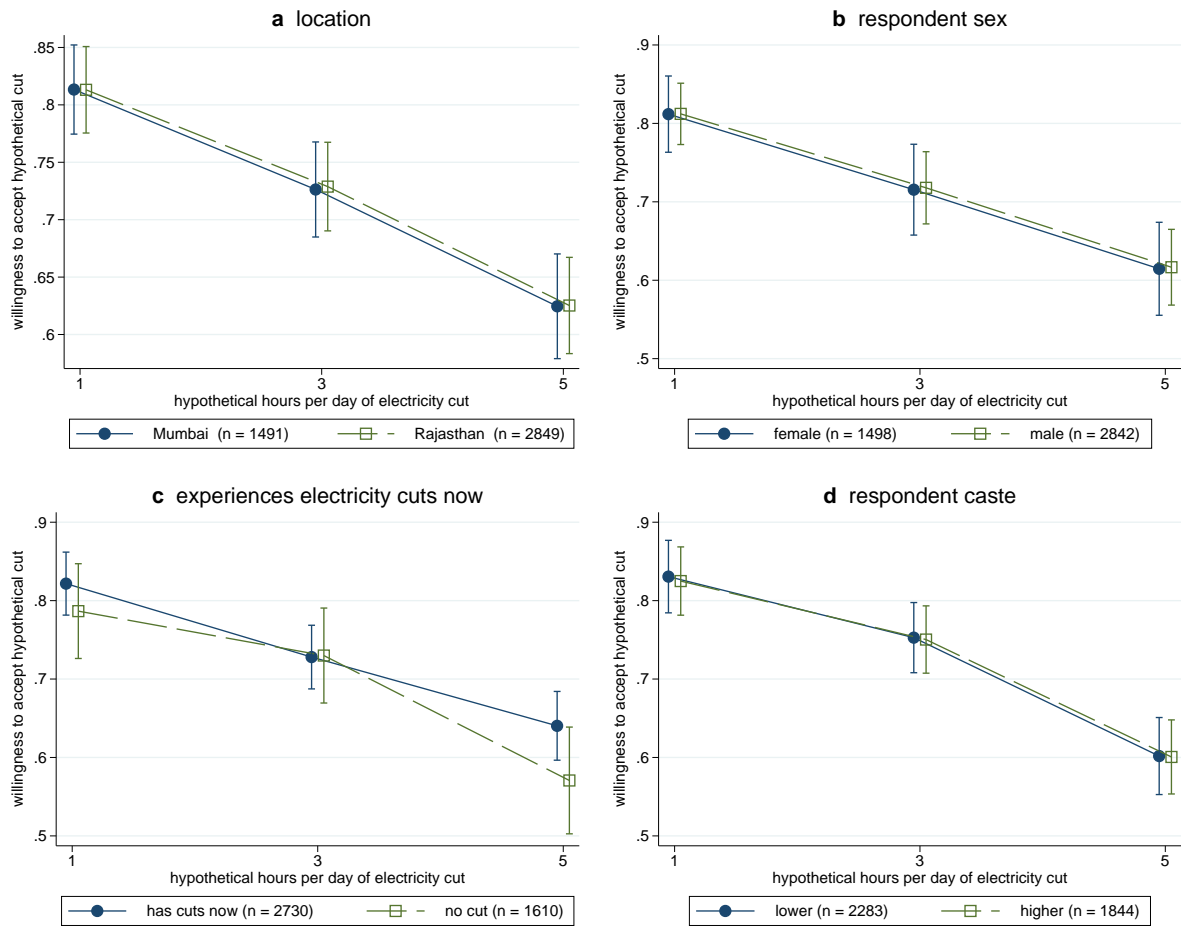 a location
willingness to accept hypothetical cut
.85
.8
.75
.7
.65
.6
1 3 5
hypothetical hours per day of electricity cut
Mumbai (n = 1491) Rajasthan (n = 2849)
b respondent sex
willingness to accept hypothetical cut
.9
.8
.7
.6
.5
1 3 5
hypothetical hours per day of electricity cut
female (n = 1498) male (n = 2842)
c experiences electricity cuts now
willingness to accept hypothetical cut
.9
.8
.7
.6
.5
1 3 5
hypothetical hours per day of electricity cut
has cuts now (n = 2730) no cut (n = 1610)
d respondent caste
willingness to accept hypothetical cut
.9
.8
.7
.6
.5
1 3 5
hypothetical hours per day of electricity cut
lower (n = 2283) higher (n = 1844)